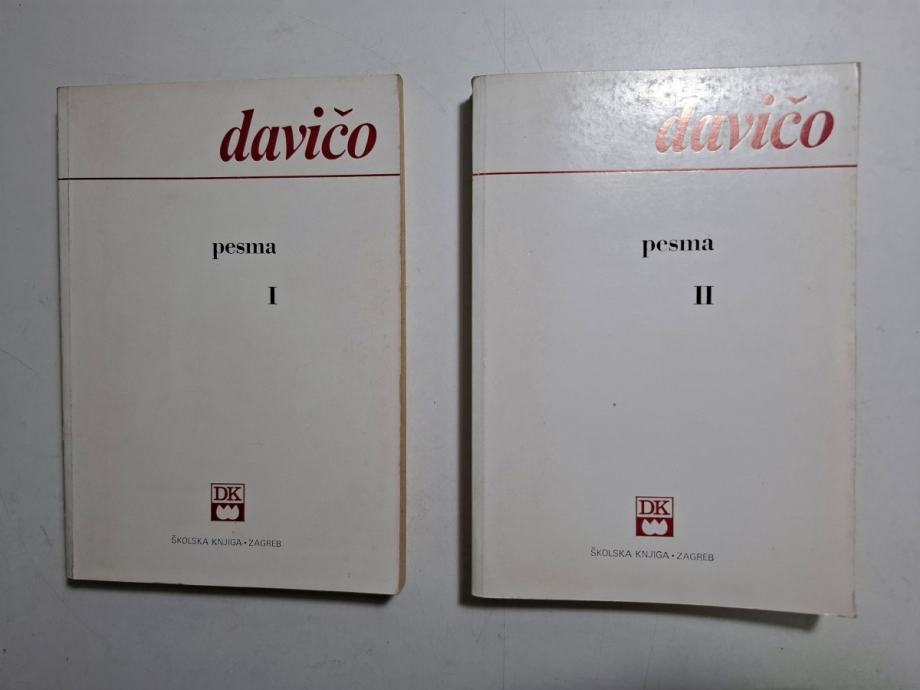 davičo
pesma
I
DK
ŠKOLSKA KNJIGA • ZAGREB
davičo
pesma
II
DK
ŠKOLSKA KNJIGA • ZAGREB